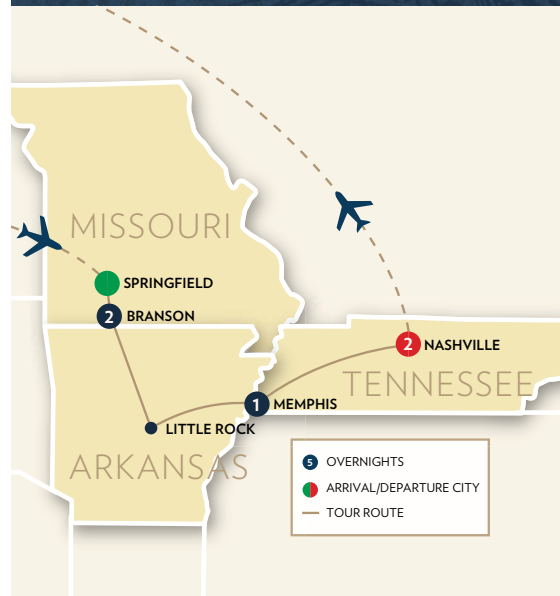 MISSOURI
SPRINGFIELD
2 BRANSON
2 NASHVILLE
TENNESSEE
1 MEMPHIS
LITTLE ROCK
ARKANSAS
5 OVERNIGHTS
ARRIVAL/DEPARTURE CITY
TOUR ROUTE